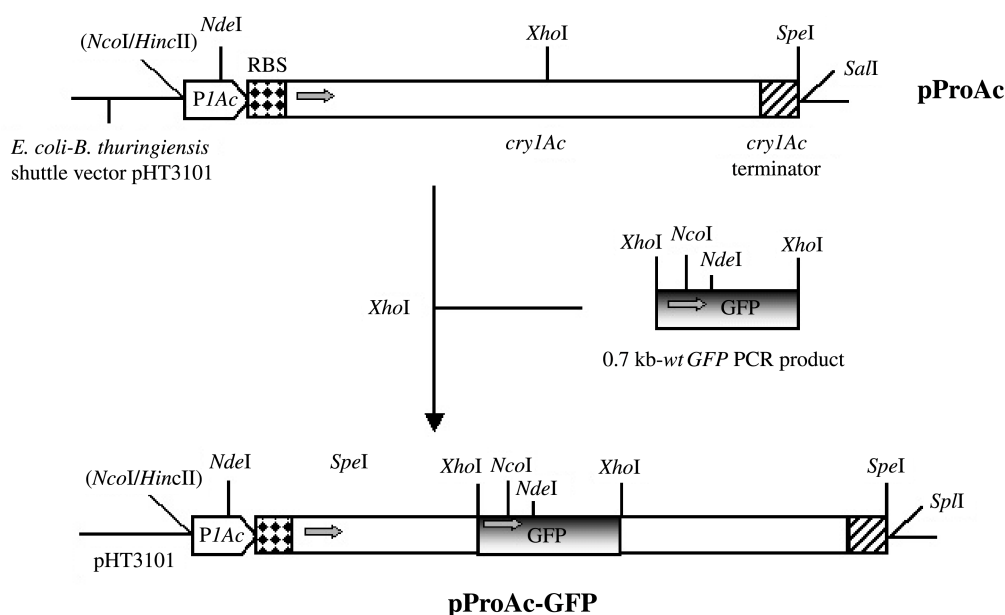 (NcoI/HincII)
NdeI
RBS
XhoI
SpeI
SalI
P1Ac
pProAc
E. coli-B. thuringiensis
shuttle vector pHT3101
cry1Ac
cry1Ac
terminator
XhoI
NcoI
NdeI
XhoI
GFP
XhoI
0.7 kb-wt GFP PCR product
(NcoI/HincII)
NdeI
SpeI
XhoI
NcoI
NdeI
XhoI
SpeI
SplI
P1Ac
GFP
pHT3101
pProAc-GFP